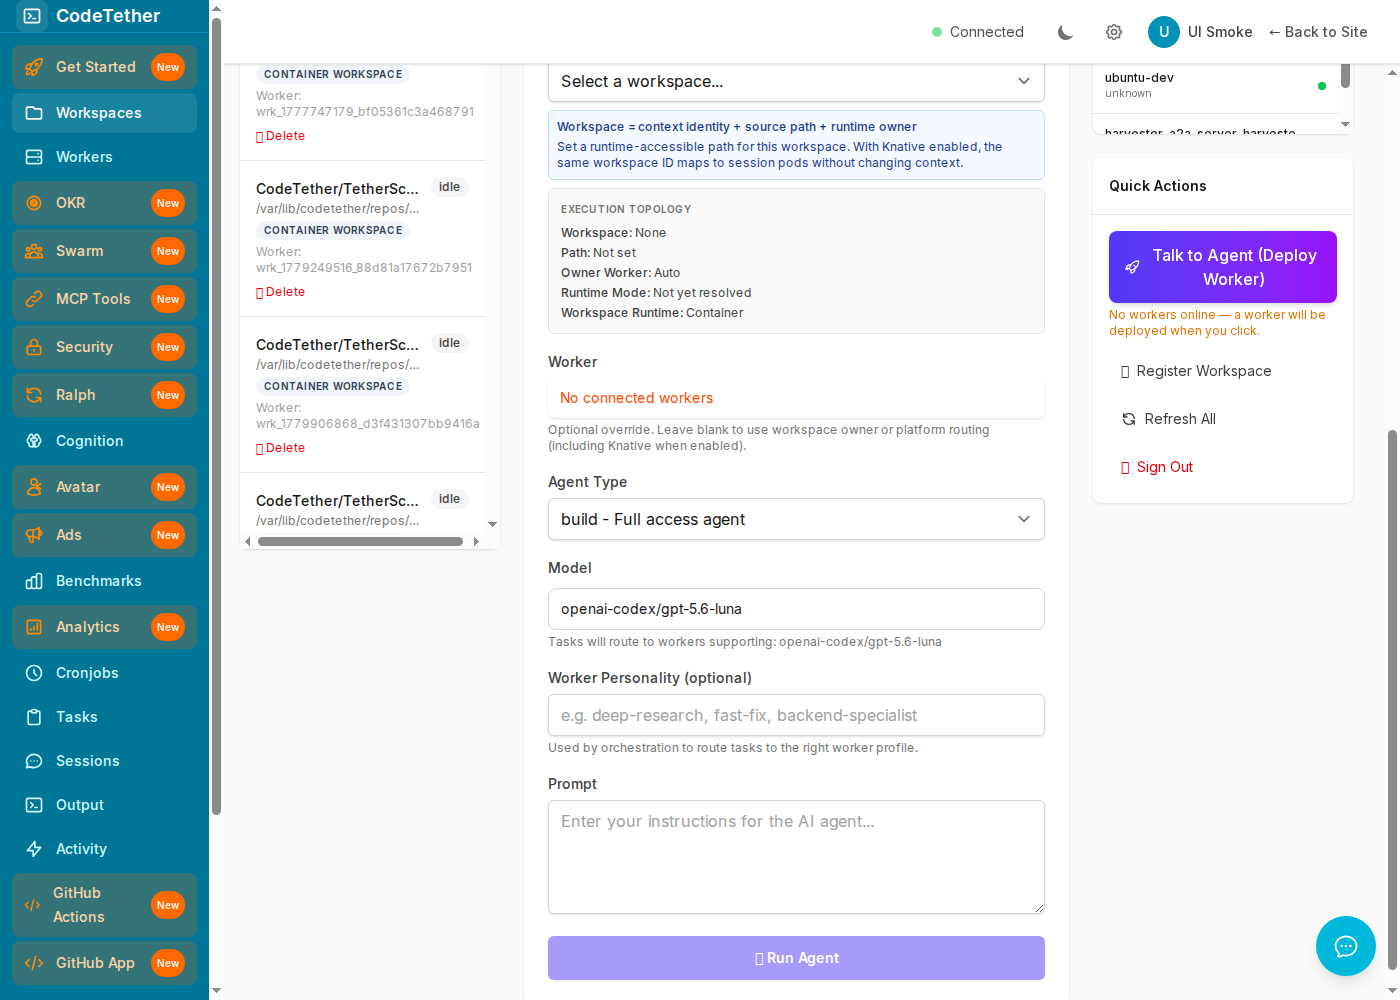 CodeTether
Get Started New
Workspaces
Workers
OKR New
Swarm New
MCP Tools New
Security New
Ralph New
Cognition
Avatar New
Ads New
Benchmarks
Analytics New
Cronjobs
Tasks
Sessions
Output
Activity
GitHub
Actions New
GitHub App New
Connected
U UI Smoke
← Back to Site
CONTAINER WORKSPACE
Worker:
wrk_1777747179_bf05361c3a468791
Delete
CodeTether/TetherSc... idle
/var/lib/codetether/repos/...
CONTAINER WORKSPACE
Worker:
wrk_1779249516_88d81a17672b7951
Delete
CodeTether/TetherSc... idle
/var/lib/codetether/repos/...
CONTAINER WORKSPACE
Worker:
wrk_1779906868_d3f431307bb9416a
Delete
CodeTether/TetherSc... idle
/var/lib/codetether/repos/...
Select a workspace...
Workspace = context identity + source path + runtime owner
Set a runtime-accessible path for this workspace. With Knative enabled, the
same workspace ID maps to session pods without changing context.
EXECUTION TOPOLOGY
Workspace: None
Path: Not set
Owner Worker: Auto
Runtime Mode: Not yet resolved
Workspace Runtime: Container
Worker
No connected workers
Optional override. Leave blank to use workspace owner or platform routing
(including Knative when enabled).
Agent Type
build - Full access agent
Model
openai-codex/gpt-5.6-luna
Tasks will route to workers supporting: openai-codex/gpt-5.6-luna
Worker Personality (optional)
e.g. deep-research, fast-fix, backend-specialist
Used by orchestration to route tasks to the right worker profile.
Prompt
Enter your instructions for the AI agent...
Run Agent
ubuntu-dev
unknown
harvester_a2a_server_harveste
Quick Actions
Talk to Agent (Deploy
Worker)
No workers online — a worker will be
deployed when you click.
Register Workspace
Refresh All
Sign Out